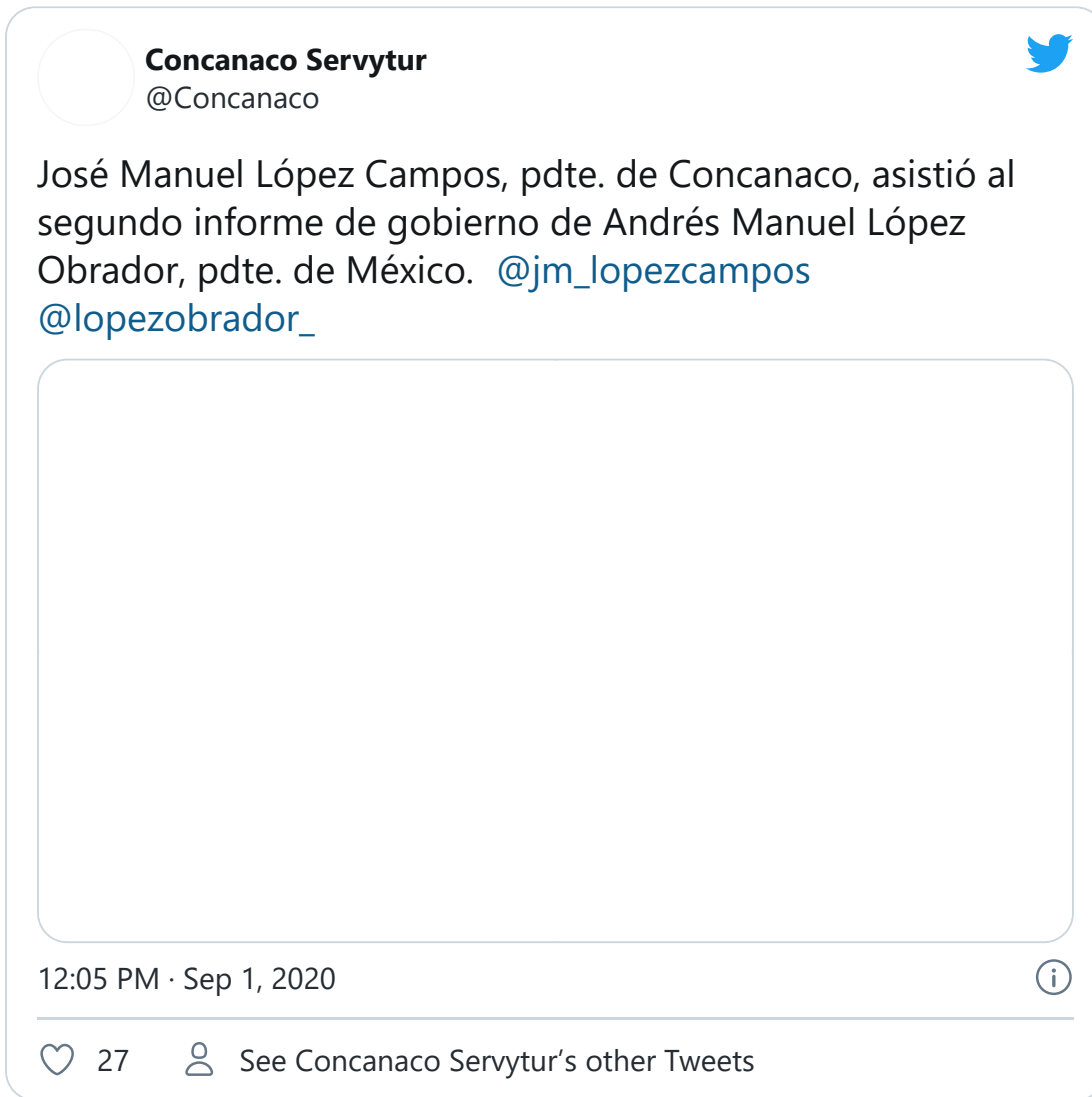 Concanaco Servytur
@Concanaco
José Manuel López Campos, pdte. de Concanaco, asistió al
segundo informe de gobierno de Andrés Manuel López
Obrador, pdte. de México. @jm_lopezcampos
@lopezobrador_
12:05 PM · Sep 1, 2020
27 See Concanaco Servytur’s other Tweets